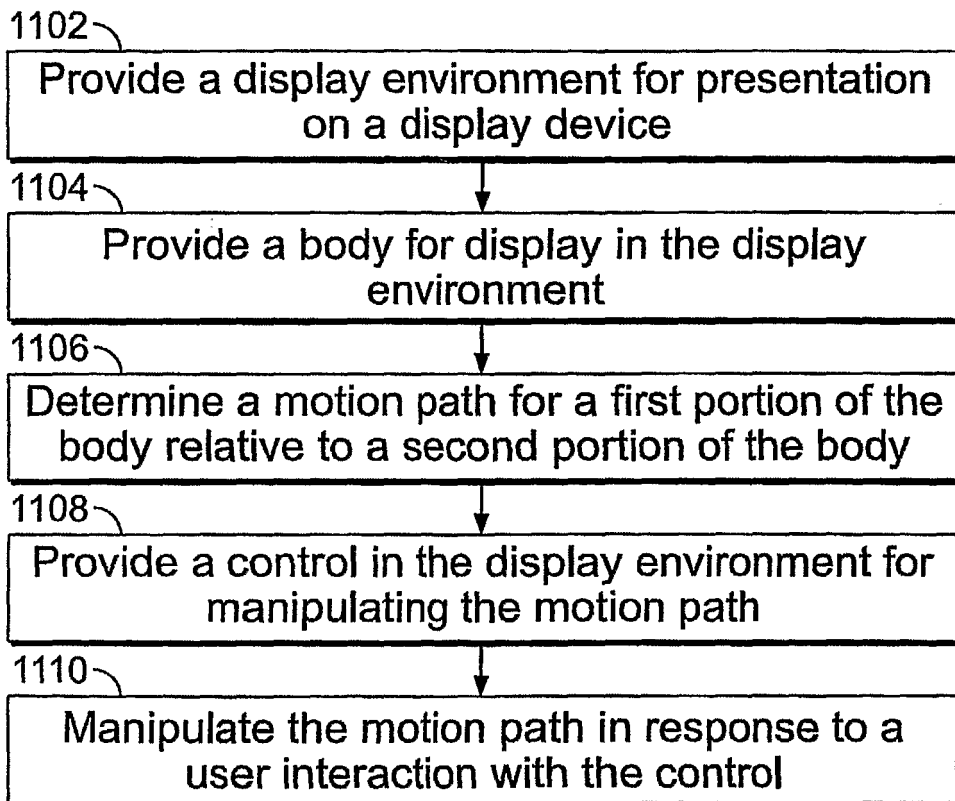 1102
Provide a display environment for presentation
on a display device
1104
Provide a body for display in the display
environment
1106
Determine a motion path for a first portion of the
body relative to a second portion of the body
1108
Provide a control in the display environment for
manipulating the motion path
1110
Manipulate the motion path in response to a
user interaction with the control